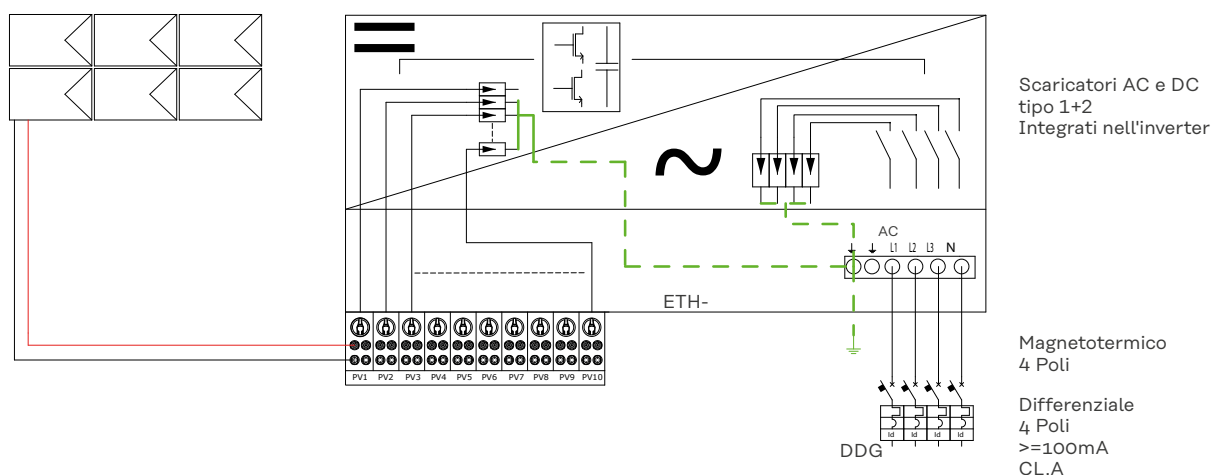 Scaricatori AC e DC
tipo 1+2
Integrati nell'inverter
AC
L1 L2 L3 N
ETH-
PV1 PV2 PV3 PV4 PV5 PV6 PV7 PV8 PV9 PV10
Magnetotermico
4 Poli
Differenziale
4 Poli
>=100mA
CL.A
Id Id Id Id
DDG